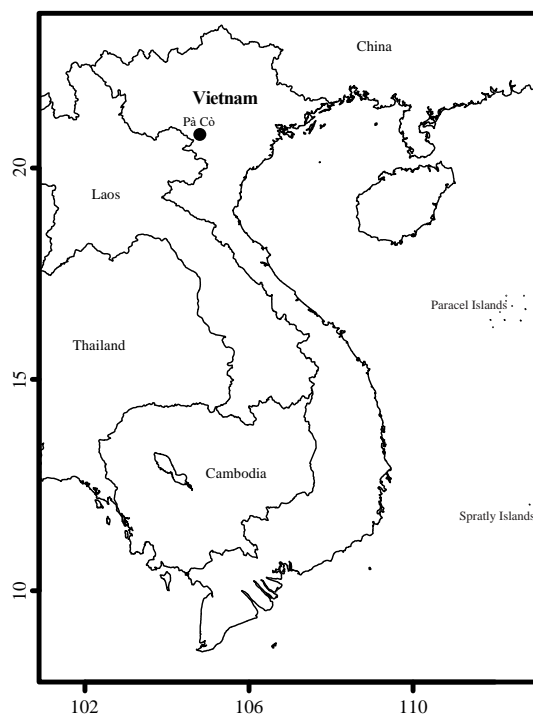 China
Vietnam
Pà Cò
20
Laos
Paracel Islands
Thailand
15
Cambodia
Spratly Islands
10
102
106
110